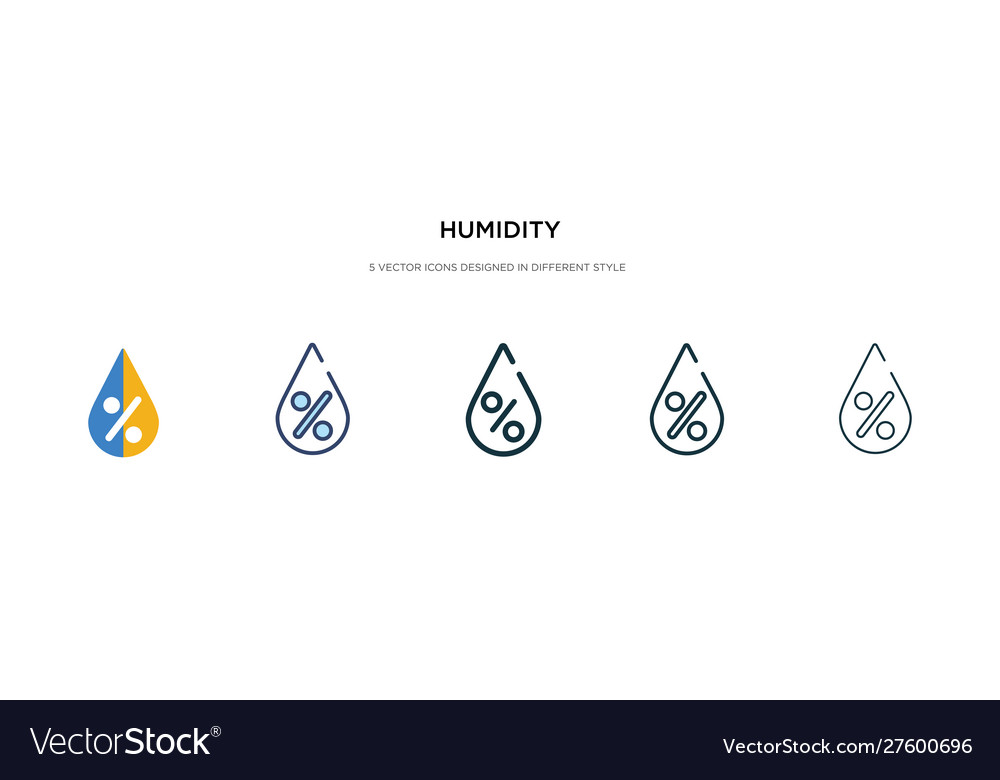 HUMIDITY
5 VECTOR ICONS DESIGNED IN DIFFERENT STYLE
%
%
%
%
%
VectorStock®
VectorStock.com/27600696